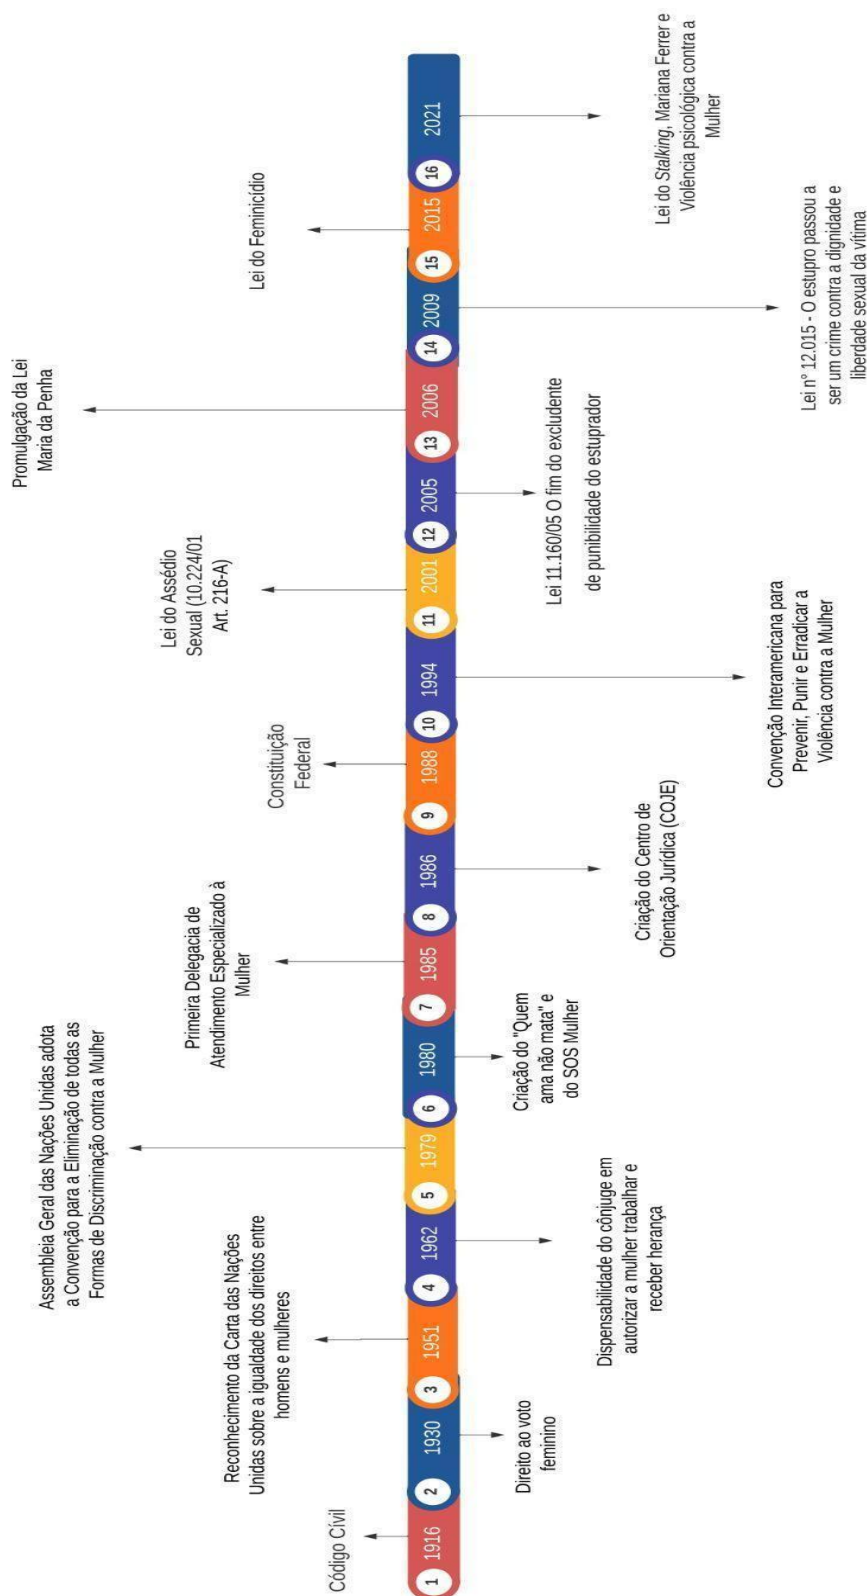 1
1916
Código Cívil
2
1930
Direito ao voto
feminino
3
1951
Reconhecimento da Carta das Nações
Unidas sobre a igualdade dos direitos entre
homens e mulheres
4
1962
Dispensabilidade do cônjuge em
autorizar a mulher trabalhar e
receber herança
5
1979
Assembleia Geral das Nações Unidas adota
a Convenção para a Eliminação de todas as
Formas de Discriminação contra a Mulher
6
1980
Criação do "Quem
ama não mata" e
do SOS Mulher
7
1985
Primeira Delegacia de
Atendimento Especializado à
Mulher
8
1986
Criação do Centro de
Orientação Jurídica (COJE)
9
1988
Constituição
Federal
10
1994
Convenção Interamericana para
Prevenir, Punir e Erradicar a
Violência contra a Mulher
11
2001
Lei do Assédio
Sexual (10.224/01
Art. 216-A)
12
2005
Lei 11.160/05 O fim do excludente
de punibilidade do estuprador
13
2006
Promulgação da Lei
Maria da Penha
14
2009
Lei nº 12.015 - O estupro passou a
ser um crime contra a dignidade e
liberdade sexual da vítima
15
2015
Lei do Feminicídio
16
2021
Lei do Stalking, Mariana Ferrer e
Violência psicológica contra a
Mulher